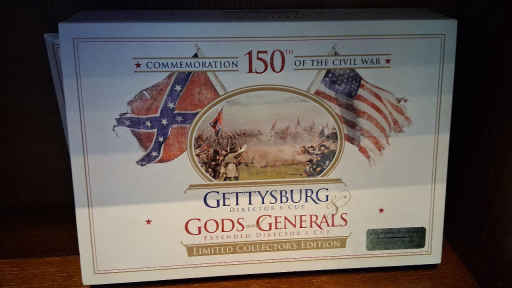 COMMEMORATION 150TH OF THE CIVIL WAR
GETTYSBURG
DIRECTOR'S CUT
GODS AND GENERALS
EXTENDED DIRECTOR'S CUT
LIMITED COLLECTOR'S EDITION